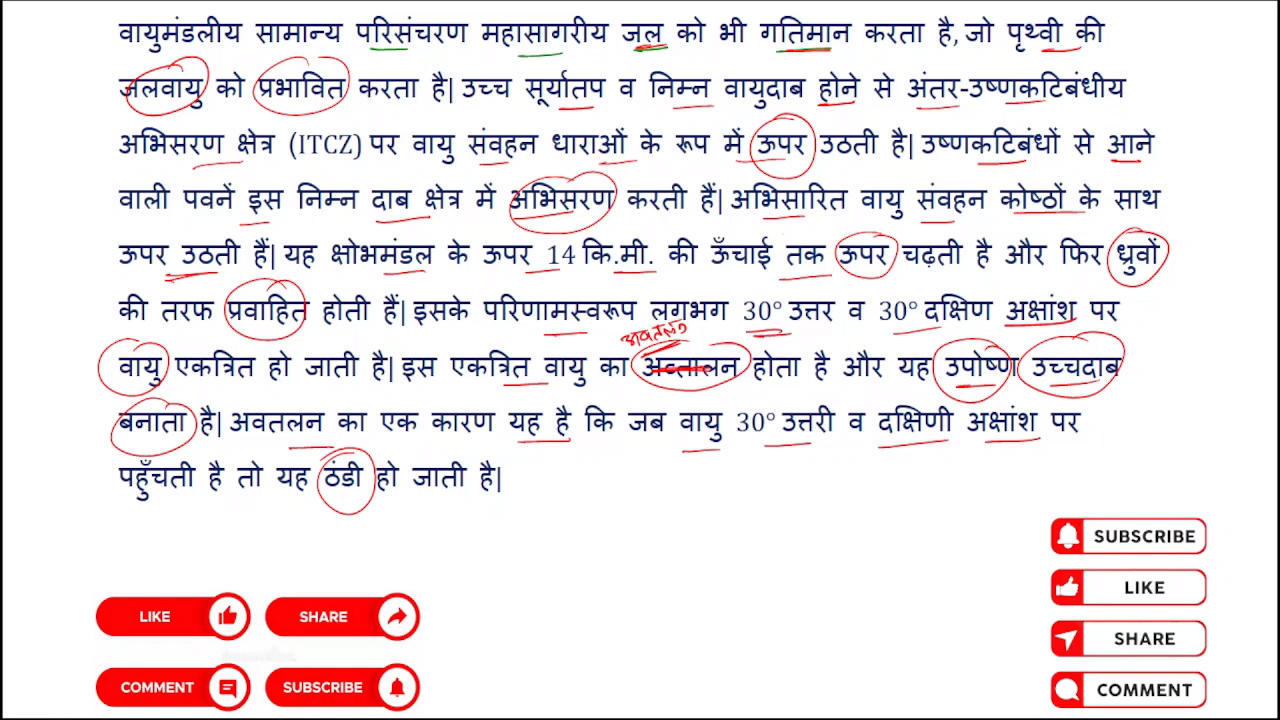 वायुमंडलीय सामान्य परिसंचरण महासागरीय जल को भी गतिमान करता है, जो पृथ्वी की
जलवायु को प्रभावित करता है| उच्च सूर्यातप व निम्न वायुदाब होने से अंतर-उष्णकटिबंधीय
अभिसरण क्षेत्र (ITCZ) पर वायु संवहन धाराओं के रूप में ऊपर उठती है| उष्णकटिबंधों से आने
वाली पवनें इस निम्न दाब क्षेत्र में अभिसरण करती हैं| अभिसारित वायु संवहन कोष्ठों के साथ
ऊपर उठती हैं| यह क्षोभमंडल के ऊपर 14 कि.मी. की ऊँचाई तक ऊपर चढ़ती है और फिर ध्रुवों
की तरफ प्रवाहित होती हैं| इसके परिणामस्वरूप लगभग 30° उत्तर व 30° दक्षिण अक्षांश पर
अवतलन
वायु एकत्रित हो जाती है| इस एकत्रित वायु का अव्तालन होता है और यह उपोष्ण उच्चदाब
बनाता है| अवतलन का एक कारण यह है कि जब वायु 30° उत्तरी व दक्षिणी अक्षांश पर
पहुँचती है तो यह ठंडी हो जाती है|
SUBSCRIBE
LIKE
SHARE
COMMENT
LIKE SHARE
COMMENT SUBSCRIBE